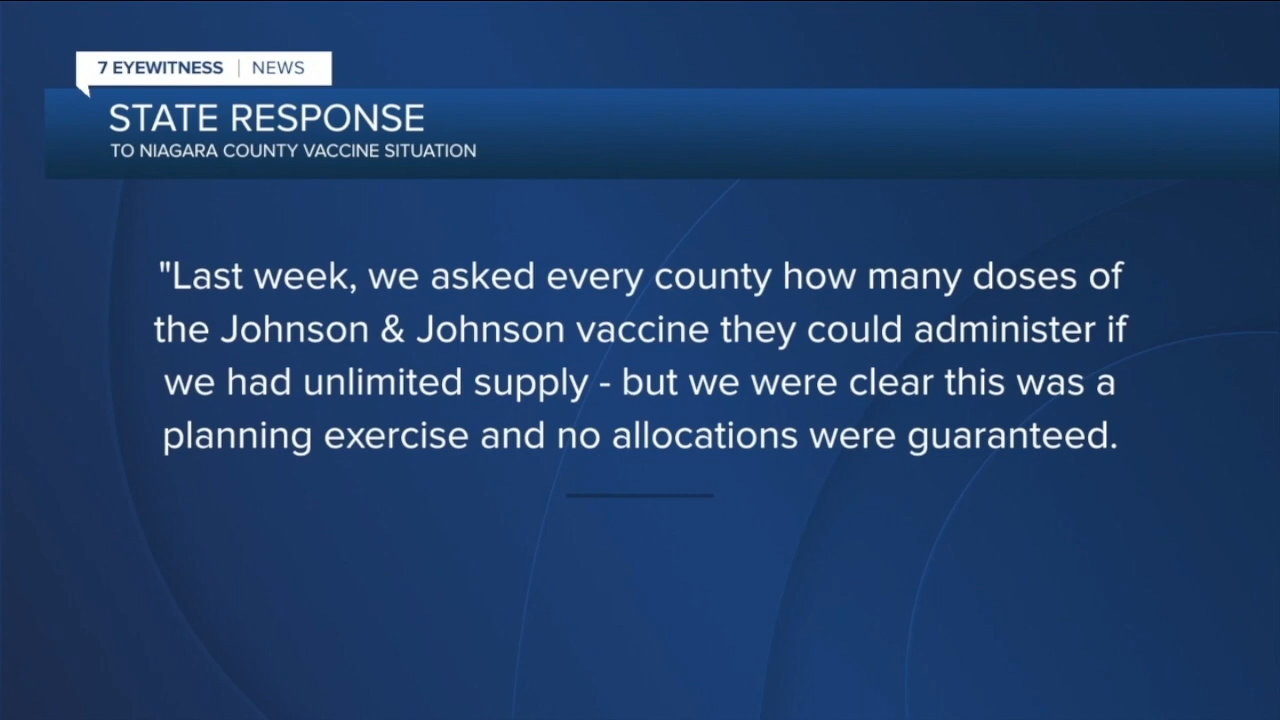 7 EYEWITNESS | NEWS
STATE RESPONSE
TO NIAGARA COUNTY VACCINE SITUATION
"Last week, we asked every county how many doses of
the Johnson & Johnson vaccine they could administer if
we had unlimited supply - but we were clear this was a
planning exercise and no allocations were guaranteed.